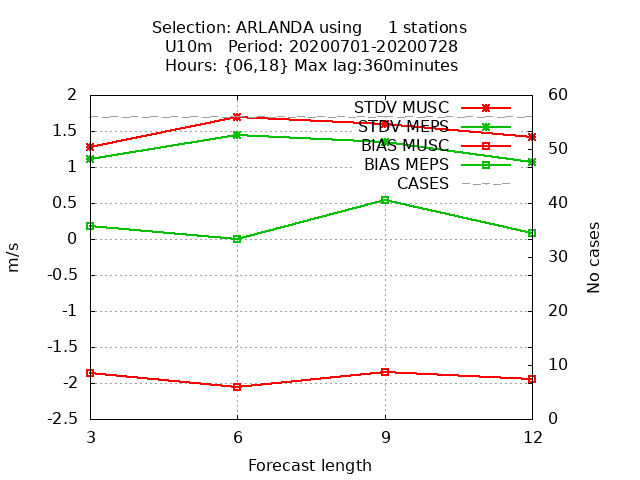 Selection: ARLANDA using     1 stations
U10m   Period: 20200701-20200728
Hours: {06,18} Max lag:360minutes
STDV MUSC
STDV MEPS
BIAS MUSC
BIAS MEPS
CASES
2
1.5
1
0.5
0
-0.5
-1
-1.5
-2
-2.5
60
50
40
30
20
10
0
m/s
No cases
3 6 9 12
Forecast length